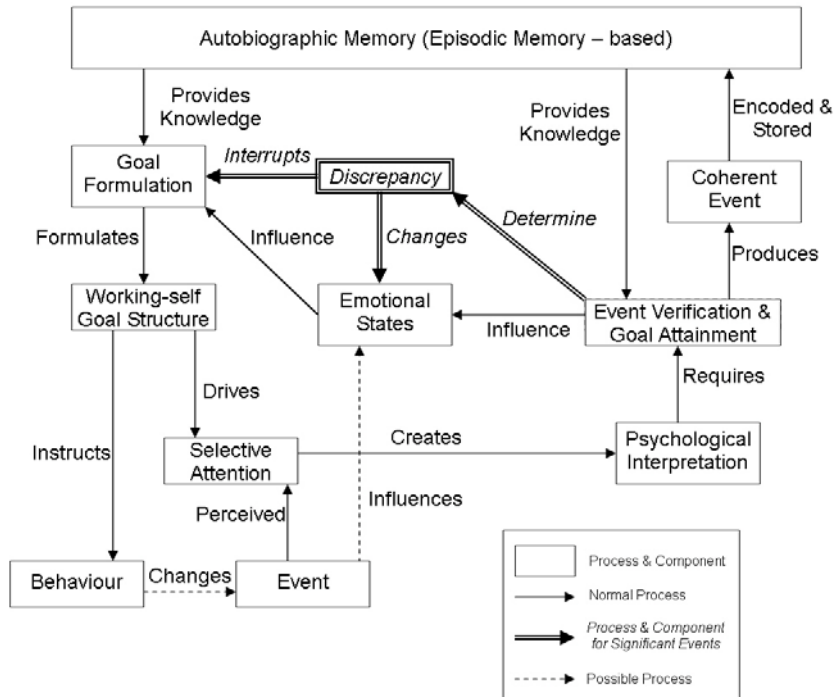 Autobiographic Memory (Episodic Memory – based)
Provides
Knowledge
Provides
Knowledge
Encoded &
Stored
Goal
Formulation
Interrupts
Discrepancy
Coherent
Event
Formulates
Influence
Changes
Determine
Produces
Working-self
Goal Structure
Emotional
States
Influence
Event Verification &
Goal Attainment
Drives
Requires
Instructs
Selective
Attention
Creates
Psychological
Interpretation
Perceived
Influences
Behaviour
Changes
Event
Process & Component
Normal Process
Process & Component
for Significant Events
Possible Process